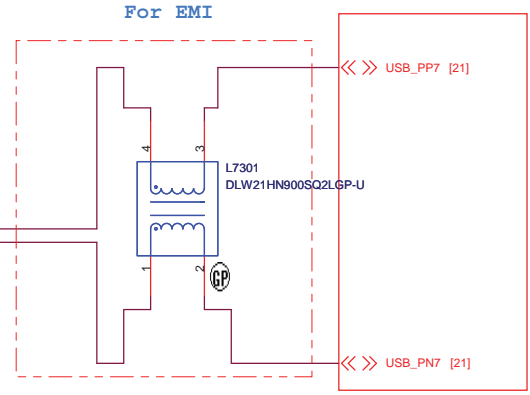 For EMI
USB_PP7 [21]
4
3
L7301
DLW21HN900SQ2LGP-U
1
2
GP
USB_PN7 [21]